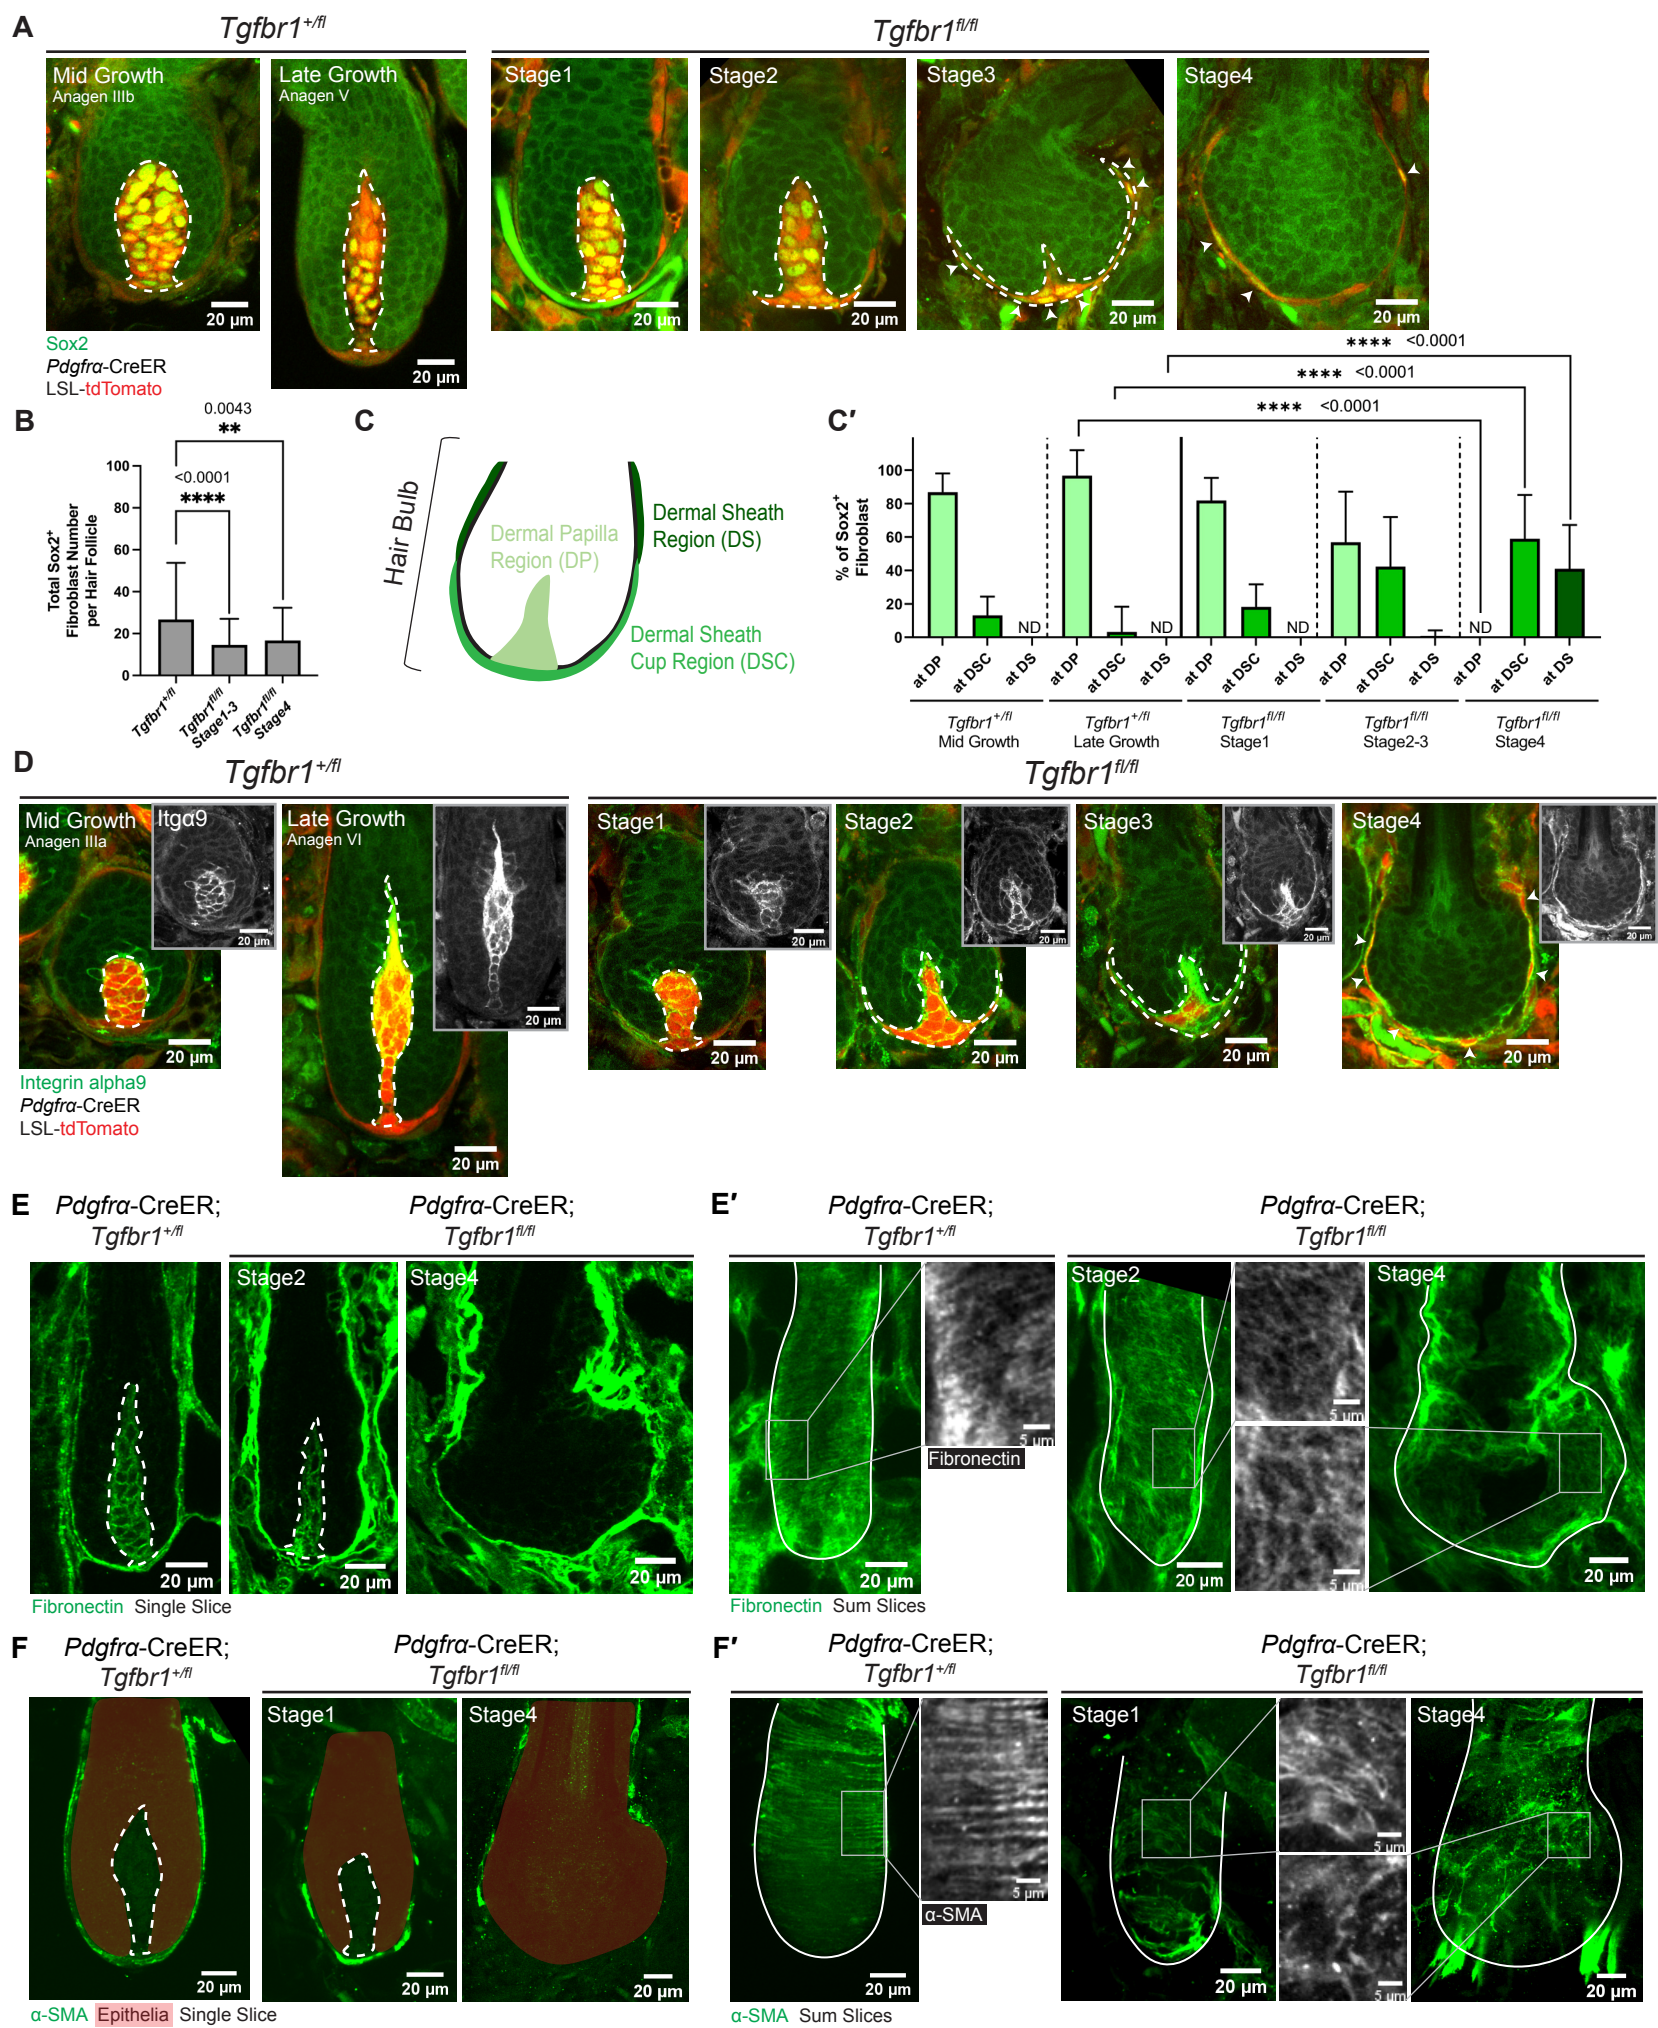 A
Tgfbr1+/fl
Tgfbr1fl/fl
Mid Growth
Anagen IIIb
Late Growth
Anagen V
Stage1
Stage2
Stage3
Stage4
20 µm
20 µm
20 µm
20 µm
20 µm
20 µm
Sox2
Pdgfrα-CreER
LSL-tdTomato
B
0.0043
**
<0.0001
****
Total Sox2+
Fibroblast Number
per Hair Follicle
100
80
60
40
20
0
Tgfbr1+/fl
Tgfbr1fl/fl
Stage1-3
Tgfbr1fl/fl
Stage4
C
Hair Bulb
Dermal Papilla
Region (DP)
Dermal Sheath
Region (DS)
Dermal Sheath
Cup Region (DSC)
C′
**** <0.0001
**** <0.0001
**** <0.0001
% of Sox2+
Fibroblast
100
80
60
40
20
0
ND
ND
ND
ND
at DP
at DSC
at DS
at DP
at DSC
at DS
at DP
at DSC
at DS
at DP
at DSC
at DS
at DP
at DSC
at DS
Tgfbr1+/fl
Mid Growth
Tgfbr1+/fl
Late Growth
Tgfbr1fl/fl
Stage1
Tgfbr1fl/fl
Stage2-3
Tgfbr1fl/fl
Stage4
D
Tgfbr1+/fl
Tgfbr1fl/fl
Mid Growth
Anagen IIIa
Itgα9
20 µm
20 µm
Late Growth
Anagen VI
20 µm
20 µm
Stage1
20 µm
20 µm
Stage2
20 µm
20 µm
Stage3
20 µm
20 µm
Stage4
20 µm
20 µm
Integrin alpha9
Pdgfrα-CreER
LSL-tdTomato
E
Pdgfrα-CreER;
Tgfbr1+/fl
Pdgfrα-CreER;
Tgfbr1fl/fl
Stage2
Stage4
20 µm
20 µm
20 µm
Fibronectin Single Slice
E′
Pdgfrα-CreER;
Tgfbr1+/fl
Pdgfrα-CreER;
Tgfbr1fl/fl
20 µm
5 µm
Fibronectin
Stage2
20 µm
5 µm
5 µm
Stage4
20 µm
Fibronectin Sum Slices
F
Pdgfrα-CreER;
Tgfbr1+/fl
Pdgfrα-CreER;
Tgfbr1fl/fl
Stage1
Stage4
20 µm
20 µm
20 µm
α-SMA Epithelia Single Slice
F′
Pdgfrα-CreER;
Tgfbr1+/fl
Pdgfrα-CreER;
Tgfbr1fl/fl
20 µm
5 µm
α-SMA
Stage1
20 µm
5 µm
5 µm
Stage4
20 µm
α-SMA Sum Slices